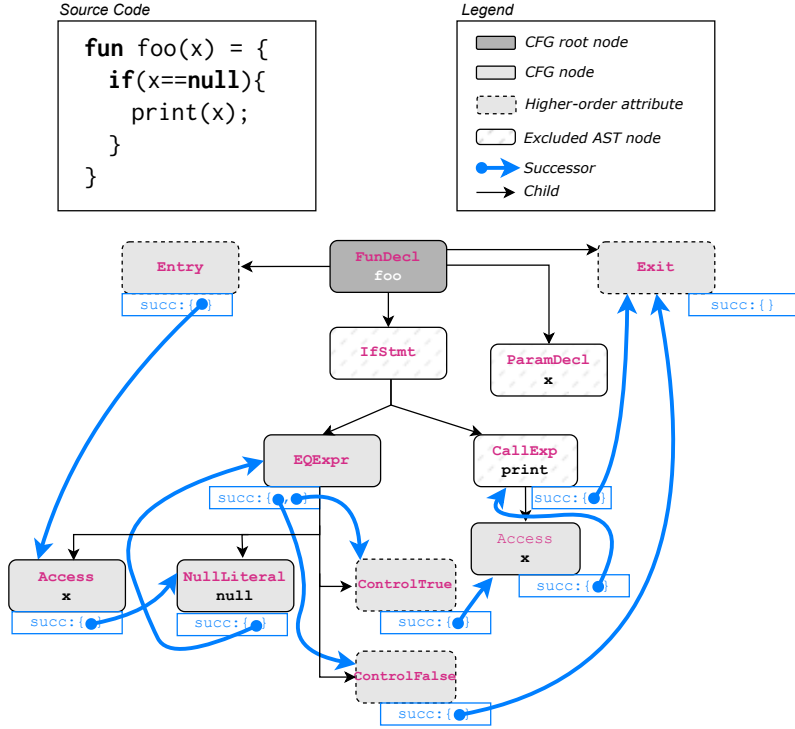 Source Code
fun foo(x) = {
if(x==null){
print(x);
}
}
Legend
CFG root node
CFG node
Higher-order attribute
Excluded AST node
Successor
Child
Entry
succ:{ }
FunDecl
foo
Exit
succ:{}
IfStmt
ParamDecl
x
EQExpr
succ:{ , }
CallExp
print
succ:{ }
Access
x
succ:{ }
NullLiteral
null
succ:{ }
ControlTrue
succ:{ }
Access
x
succ:{ }
ControlFalse
succ:{ }